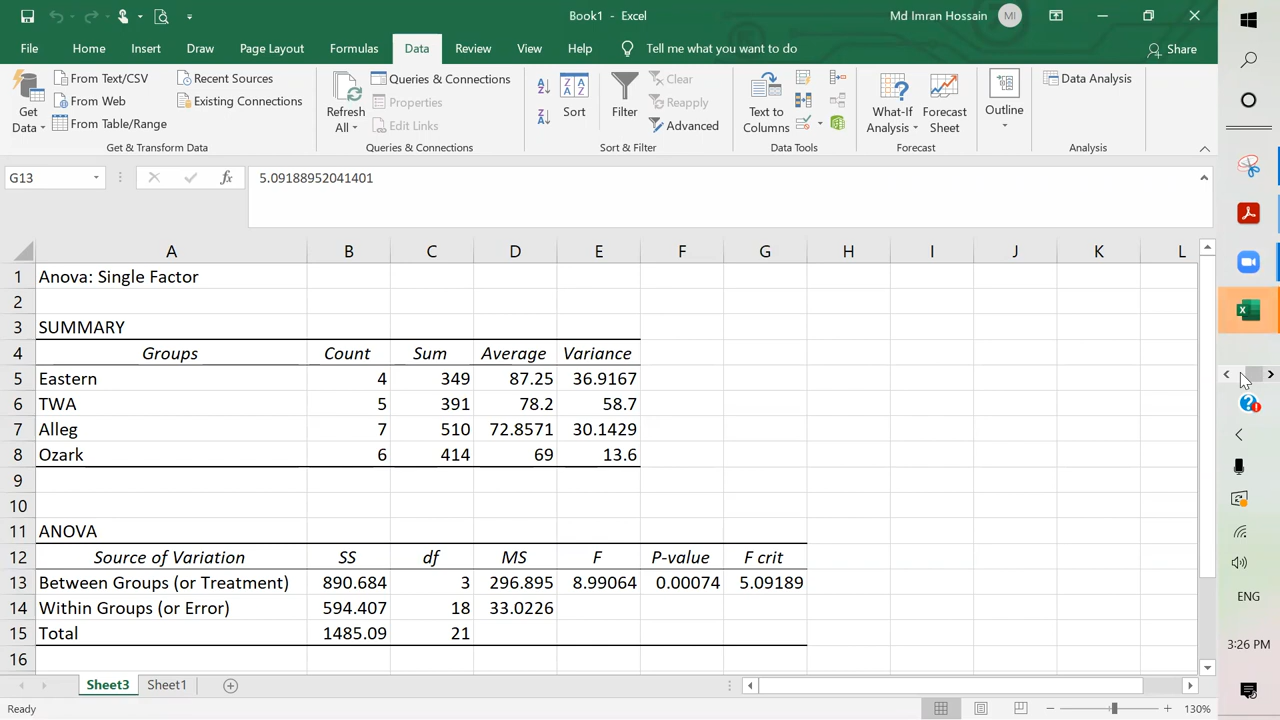 Book1 - Excel
Md Imran Hossain
MI
File Home Insert Draw Page Layout Formulas Data Review View Help Tell me what you want to do
Share
From Text/CSV Recent Sources
From Web Existing Connections
From Table/Range
Get Data
Get & Transform Data
Refresh All
Queries & Connections
Properties
Edit Links
Queries & Connections
Sort
Filter
Clear
Reapply
Advanced
Sort & Filter
Text to Columns
Data Tools
What-If Analysis
Forecast Sheet
Forecast
Outline
Data Analysis
Analysis
G13
fx
5.09188952041401
A B C D E F G H I J K L
1 Anova: Single Factor
2
3 SUMMARY
4 Groups Count Sum Average Variance
5 Eastern 4 349 87.25 36.9167
6 TWA 5 391 78.2 58.7
7 Alleg 7 510 72.8571 30.1429
8 Ozark 6 414 69 13.6
9
10
11 ANOVA
12 Source of Variation SS df MS F P-value F crit
13 Between Groups (or Treatment) 890.684 3 296.895 8.99064 0.00074 5.09189
14 Within Groups (or Error) 594.407 18 33.0226
15 Total 1485.09 21
16
Sheet3 Sheet1
Ready
130%
ENG
3:26 PM